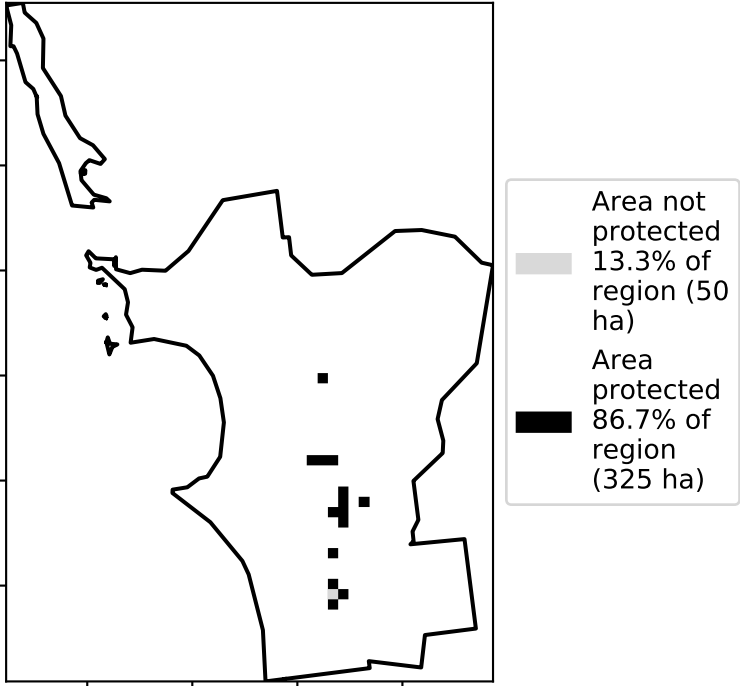 Area not
protected
13.3% of
region (50
ha)
Area
protected
86.7% of
region
(325 ha)